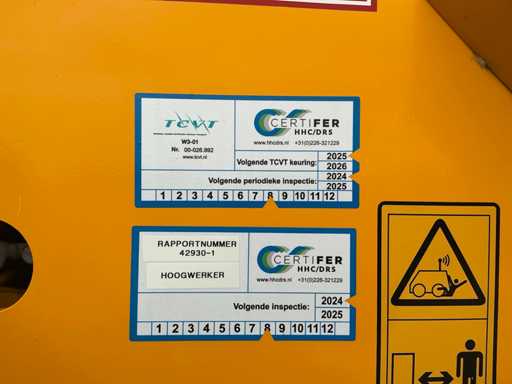 TCVT
W3-01
Nr. 00-026.892
www.tcvt.nl
CERTIFER
HHC/DRS
www.hhcdrs.nl +31(0)226-321229
Volgende TCVT keuring: 2025
2026
Volgende periodieke inspectie: 2024
2025
1 2 3 4 5 6 7 8 9 10 11 12
RAPPORTNUMMER
42930-1
HOOGWERKER
CERTIFER
HHC/DRS
www.hhcdrs.nl +31(0)226-321229
Volgende inspectie: 2024
2025
1 2 3 4 5 6 7 8 9 10 11 12